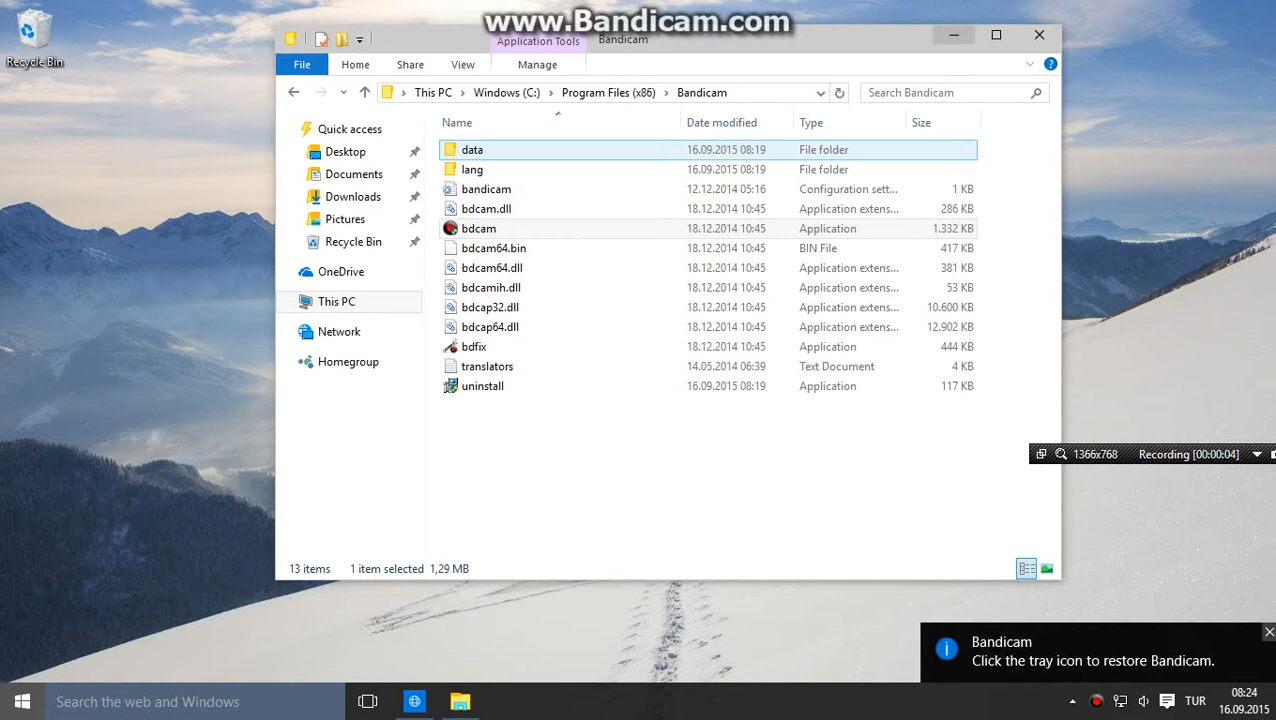 www.Bandicam.com
Recycle Bin
Application Tools
Bandicam
File
Home
Share
View
Manage
This PC
Windows (C:)
Program Files (x86)
Bandicam
Search Bandicam
Name
Date modified
Type
Size
Quick access
Desktop
Documents
Downloads
Pictures
Recycle Bin
OneDrive
This PC
Network
Homegroup
data 16.09.2015 08:19 File folder
lang 16.09.2015 08:19 File folder
bandicam 12.12.2014 05:16 Configuration sett... 1 KB
bdcam.dll 18.12.2014 10:45 Application extens... 286 KB
bdcam 18.12.2014 10:45 Application 1.332 KB
bdcam64.bin 18.12.2014 10:45 BIN File 417 KB
bdcam64.dll 18.12.2014 10:45 Application extens... 381 KB
bdcamih.dll 18.12.2014 10:45 Application extens... 53 KB
bdcap32.dll 18.12.2014 10:45 Application extens... 10.600 KB
bdcap64.dll 18.12.2014 10:45 Application extens... 12.902 KB
bdfix 18.12.2014 10:45 Application 444 KB
translators 14.05.2014 06:39 Text Document 4 KB
uninstall 16.09.2015 08:19 Application 117 KB
1366x768 Recording [00:00:04]
13 items 1 item selected 1,29 MB
Bandicam
Click the tray icon to restore Bandicam.
Search the web and Windows
TUR
08:24
16.09.2015